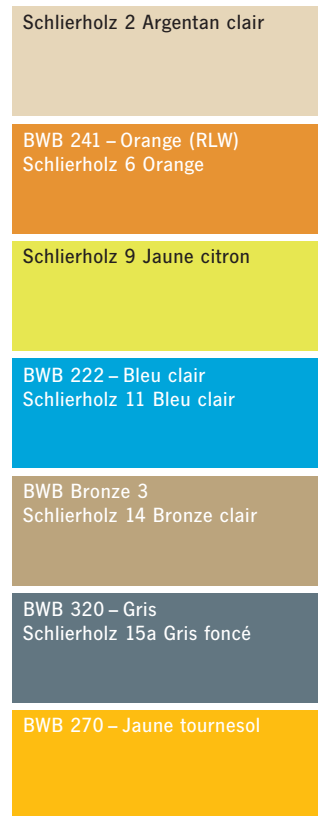 Schlierholz 2 Argentan clair
BWB 241 – Orange (RLW)
Schlierholz 6 Orange
Schlierholz 9 Jaune citron
BWB 222 – Bleu clair
Schlierholz 11 Bleu clair
BWB Bronze 3
Schlierholz 14 Bronze clair
BWB 320 – Gris
Schlierholz 15a Gris foncé
BWB 270 – Jaune tournesol